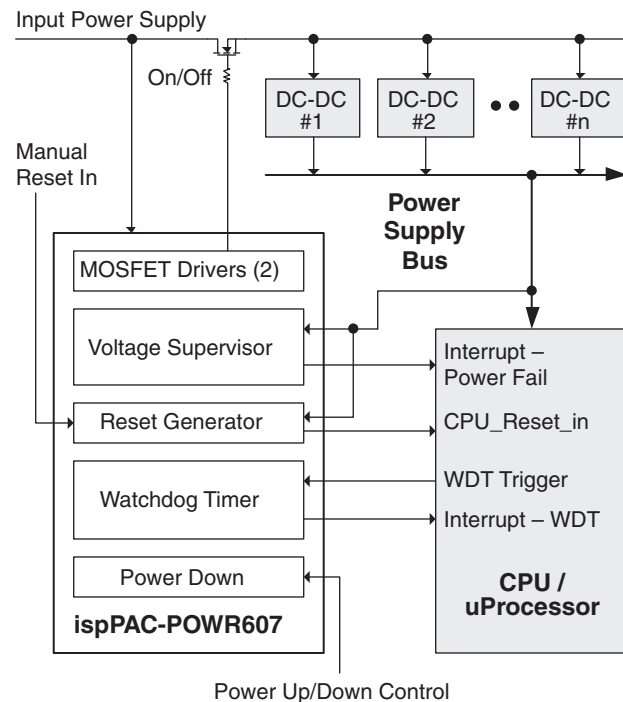 Input Power Supply
On/Off
DC-DC
#1
DC-DC
#2
DC-DC
#n
Manual
Reset In
Power
Supply
Bus
MOSFET Drivers (2)
Voltage Supervisor
Interrupt –
Power Fail
Reset Generator
CPU_Reset_in
Watchdog Timer
WDT Trigger
Interrupt – WDT
Power Down
CPU /
uProcessor
ispPAC-POWR607
Power Up/Down Control